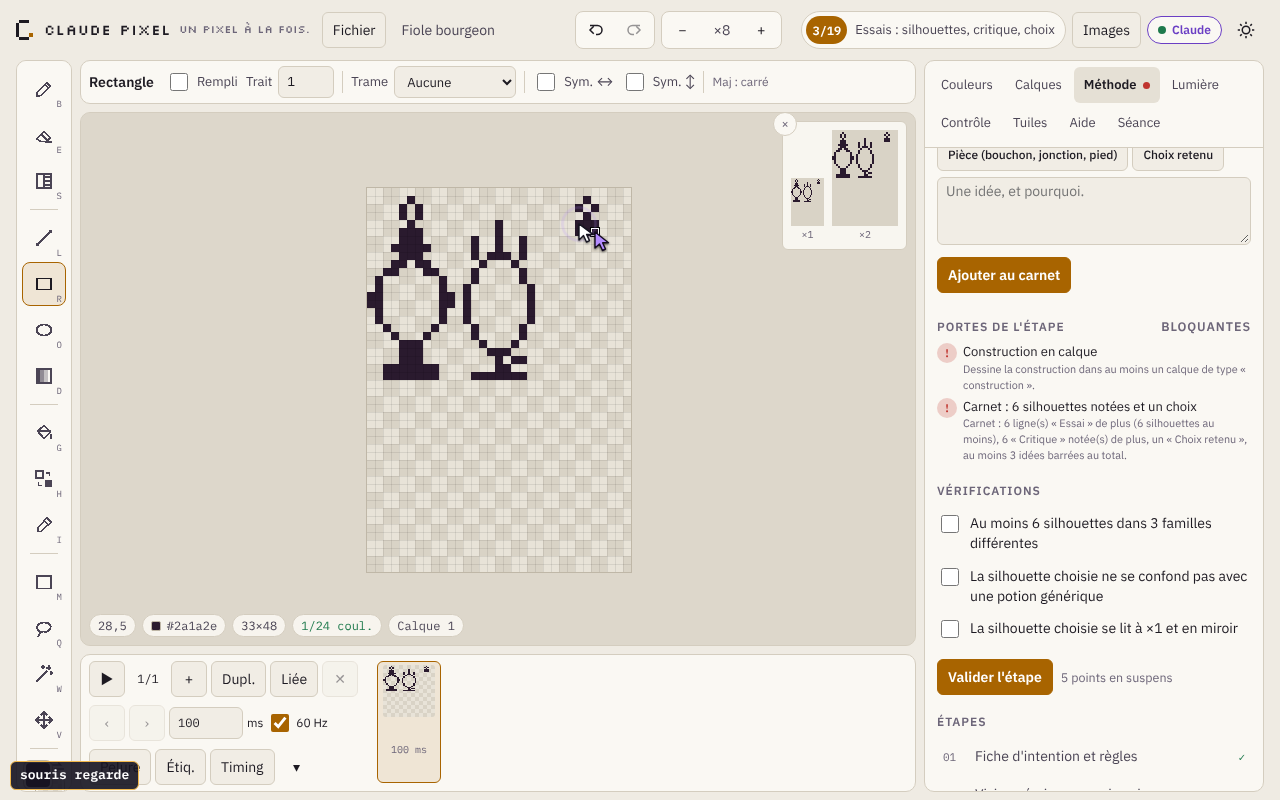 CLAUDE PIXEL UN PIXEL À LA FOIS. Fichier Fiole bourgeon − ×8 + 3/19 Essais : silhouettes, critique, choix Images Claude
Rectangle Rempli Trait 1 Trame Aucune Sym. ↔ Sym. ↕ Maj : carré
B
E
S
L
R
O
D
G
H
I
M
Q
W
V
×
×1 ×2
28,5 #2a1a2e 33×48 1/24 coul. Calque 1
1/1 + Dupl. Liée ×
‹ › 100 ms 60 Hz
Étiq. Timing ▼
100 ms
souris regarde
Couleurs Calques Méthode Lumière
Contrôle Tuiles Aide Séance
Pièce (bouchon, jonction, pied) Choix retenu
Une idée, et pourquoi.
Ajouter au carnet
PORTES DE L'ÉTAPE BLOQUANTES
! Construction en calque
Dessine la construction dans au moins un calque de type «
construction ».
! Carnet : 6 silhouettes notées et un choix
Carnet : 6 ligne(s) « Essai » de plus (6 silhouettes au
moins), 6 « Critique » notée(s) de plus, un « Choix retenu »,
au moins 3 idées barrées au total.
VÉRIFICATIONS
Au moins 6 silhouettes dans 3 familles
différentes
La silhouette choisie ne se confond pas avec
une potion générique
La silhouette choisie se lit à ×1 et en miroir
Valider l'étape 5 points en suspens
ÉTAPES
01 Fiche d'intention et règles ✓